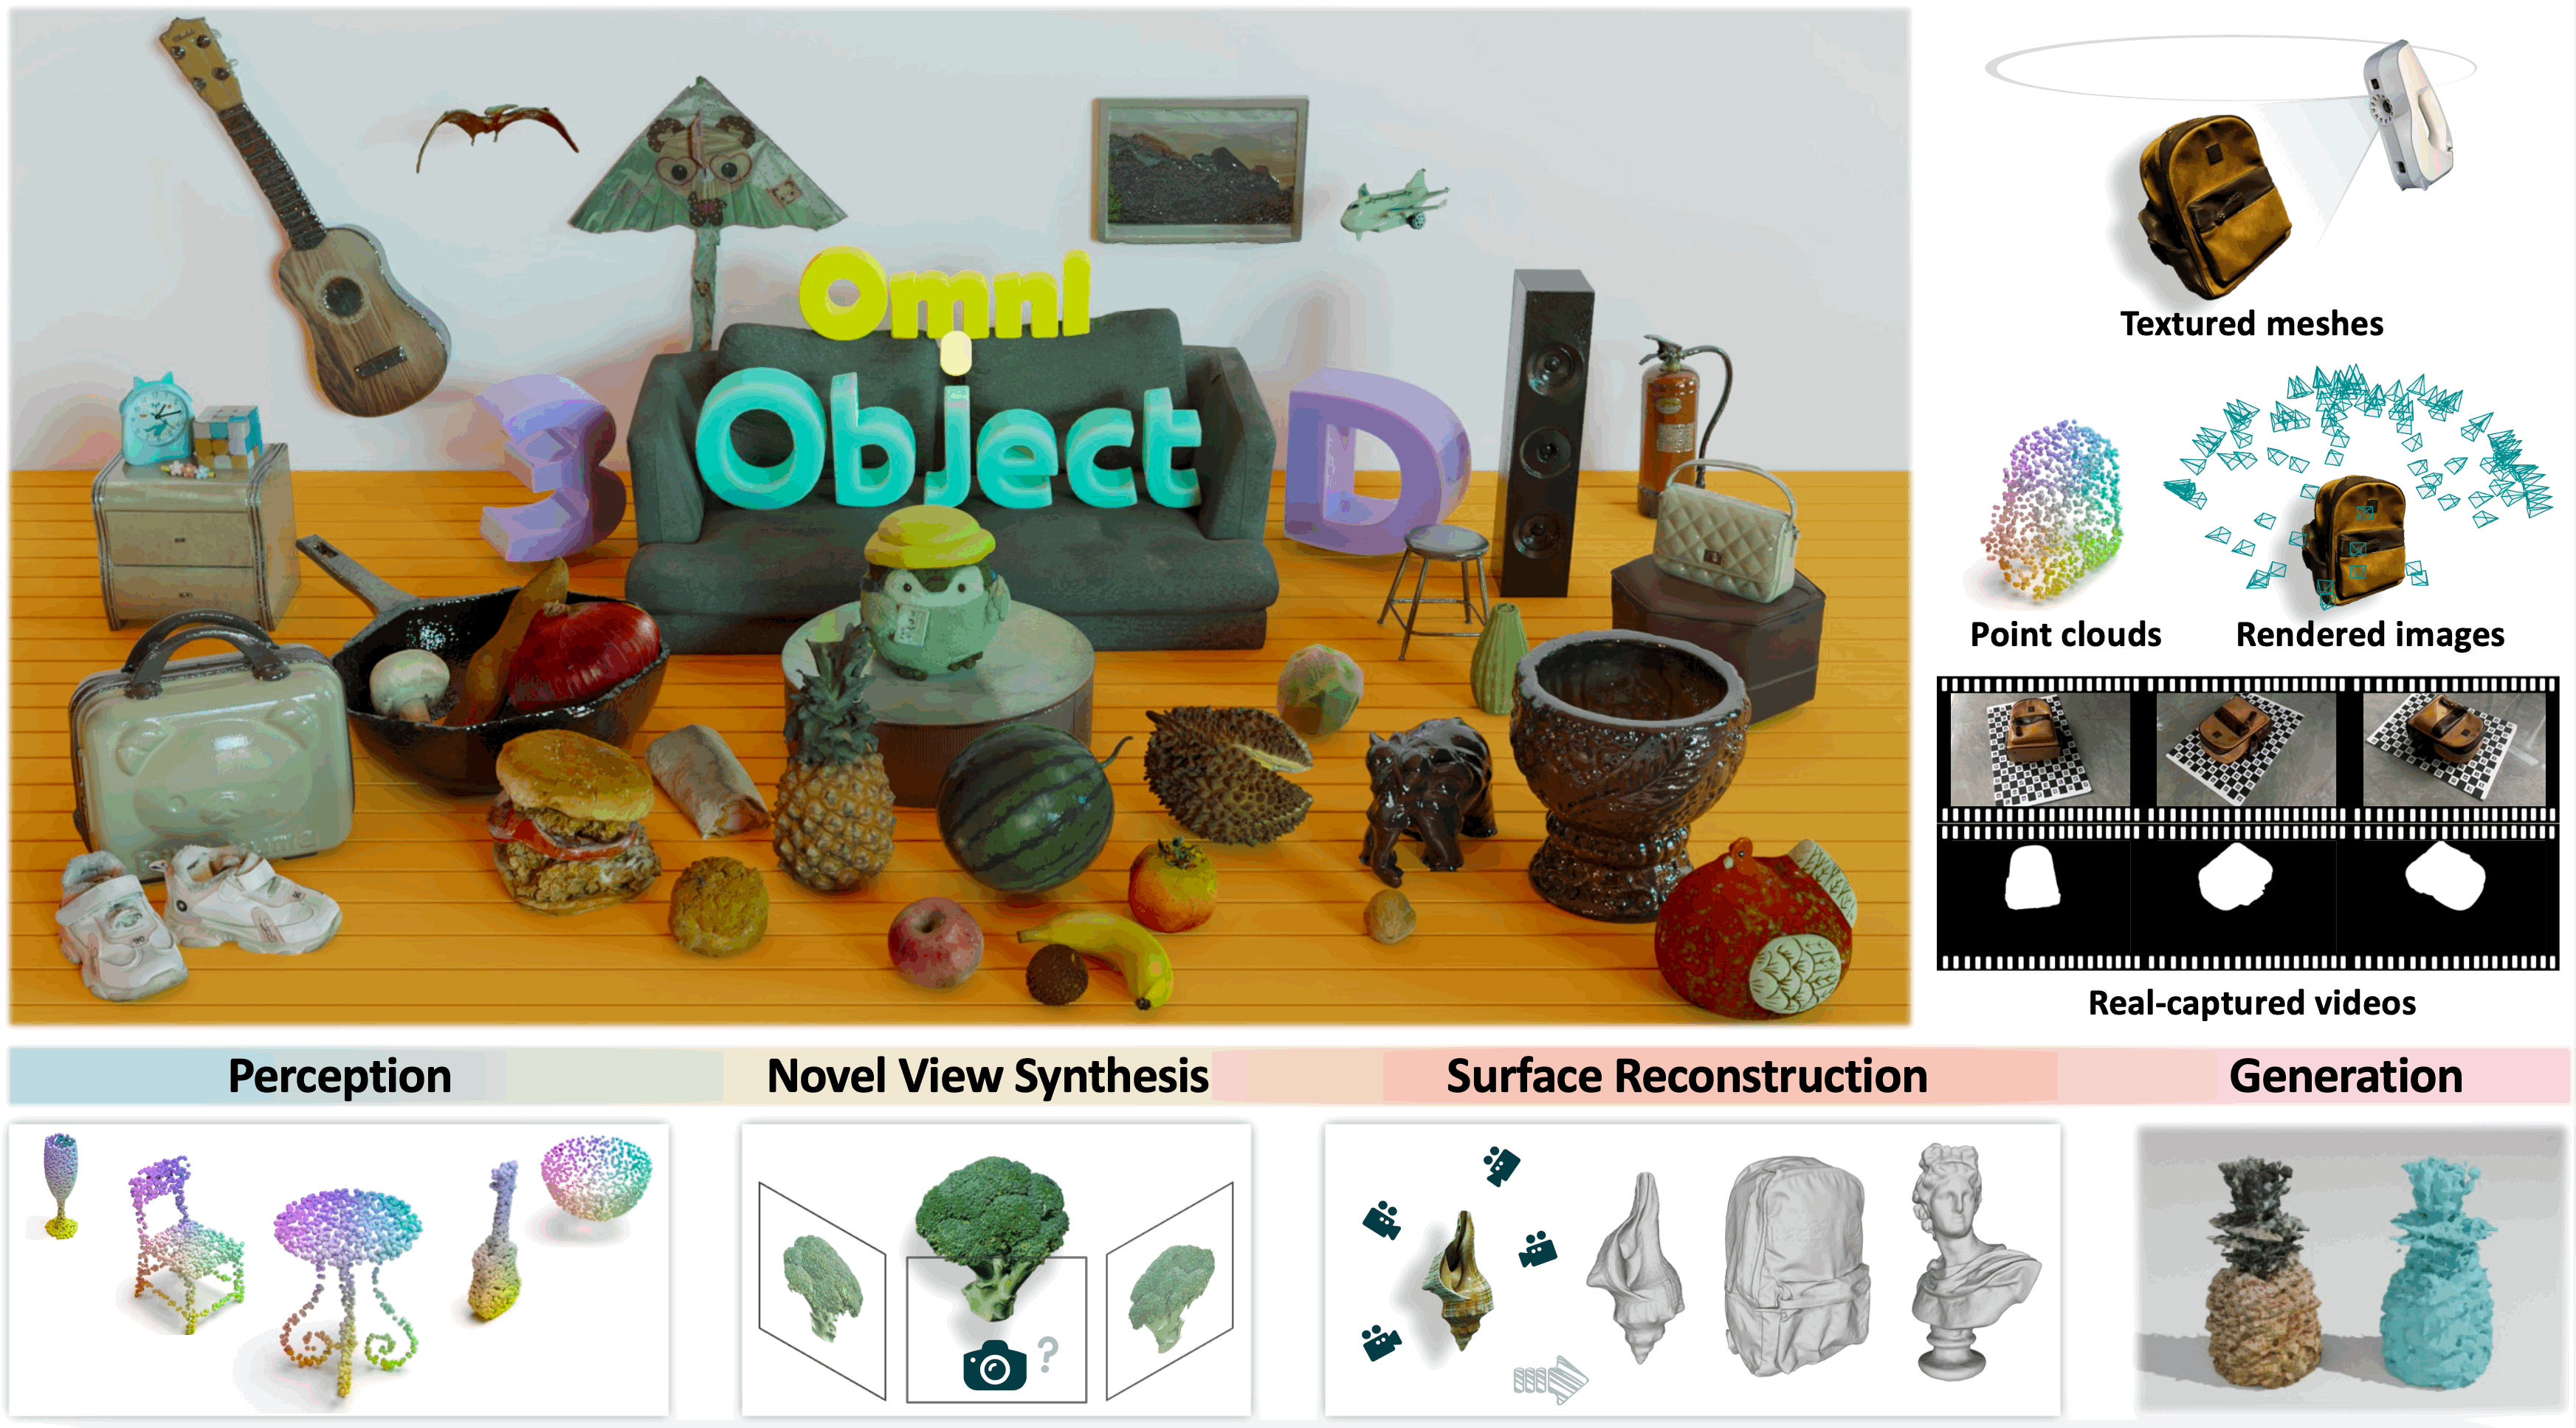 Omni
Object
3 D
Textured meshes
Point clouds
Rendered images
Real-captured videos
Perception
Novel View Synthesis
Surface Reconstruction
Generation
?